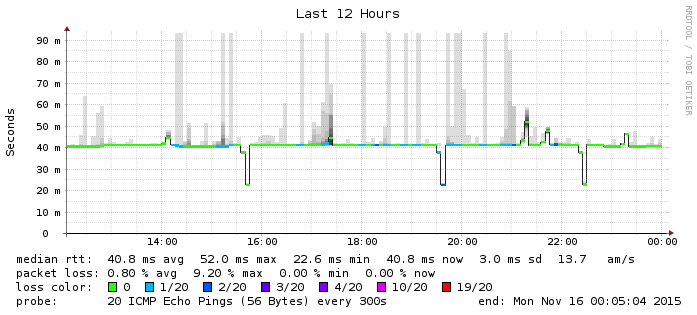 Last 12 Hours
RRDTOOL / TOBI OETIKER
Seconds
90 m
80 m
70 m
60 m
50 m
40 m
30 m
20 m
10 m
0
14:00 16:00 18:00 20:00 22:00 00:00
median rtt: 40.8 ms avg 52.0 ms max 22.6 ms min 40.8 ms now 3.0 ms sd 13.7 am/s
packet loss: 0.80 % avg 9.20 % max 0.00 % min 0.00 % now
loss color: 0 1/20 2/20 3/20 4/20 10/20 19/20
probe: 20 ICMP Echo Pings (56 Bytes) every 300s end: Mon Nov 16 00:05:04 2015